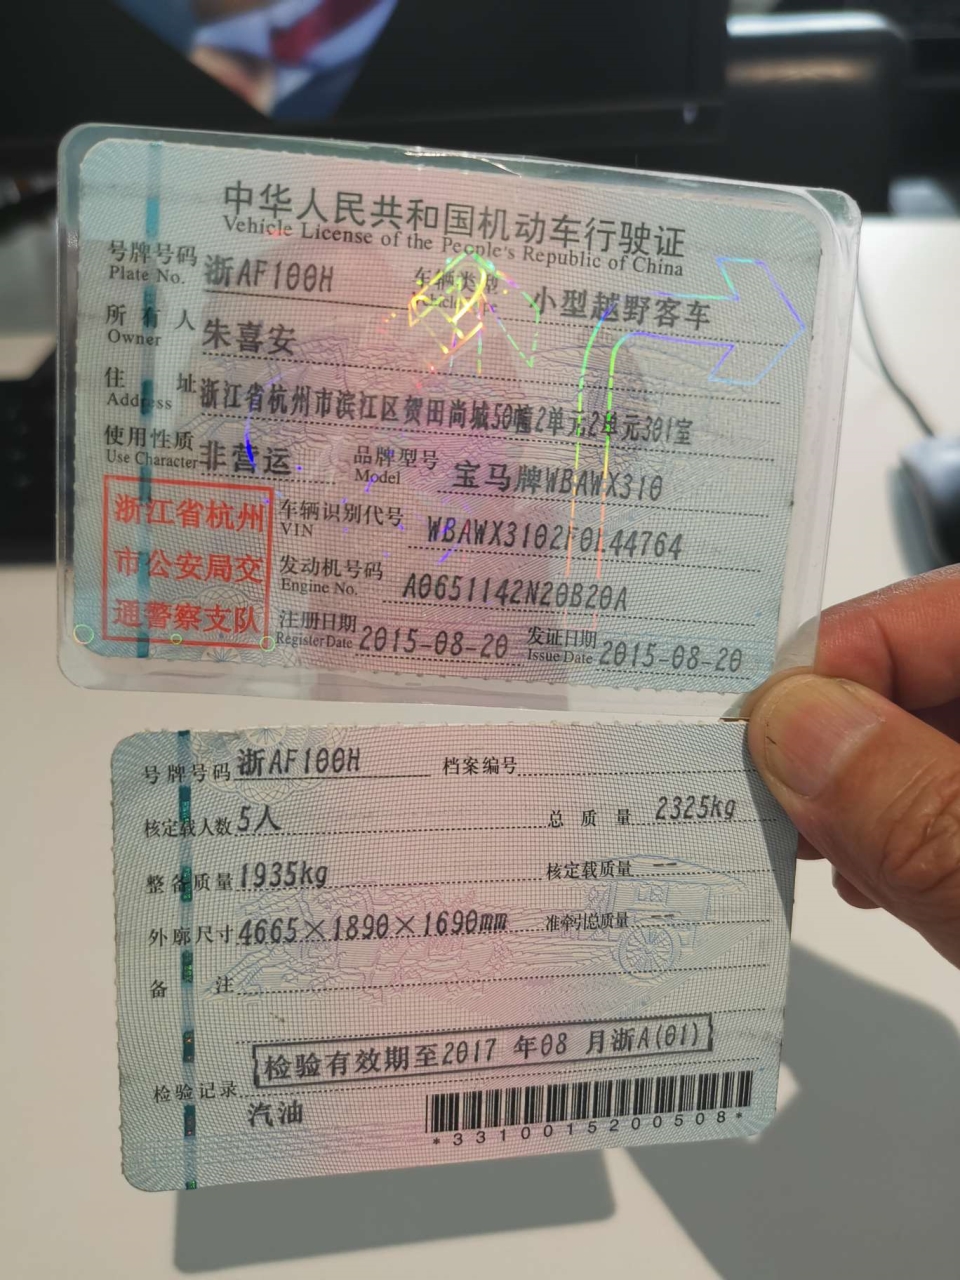 中华人民共和国机动车行驶证
Vehicle License of the People's Republic of China
号牌号码 浙AF100H 车辆类型 小型越野客车
Plate No. Vehicle Type
所有人 朱喜安
Owner
住址 浙江省杭州市滨江区贺田尚城50幢2单元2单元301室
Address
使用性质 非营运 品牌型号 宝马牌WBAWX310
Use Character Model
浙江省杭州
市公安局交
通警察支队
车辆识别代号 WBAWX3102F0L44764
VIN
发动机号码 A0651142N20B20A
Engine No.
注册日期 2015-08-20 发证日期 2015-08-20
Register Date Issue Date
号牌号码 浙AF100H 档案编号
核定载人数 5人 总质量 2325kg
整备质量 1935kg 核定载质量 --
外廓尺寸 4665×1890×1690mm 准牵引总质量 --
备注
检验有效期至2017 年08 月浙A(01)
检验记录
汽油
*3310015200508*